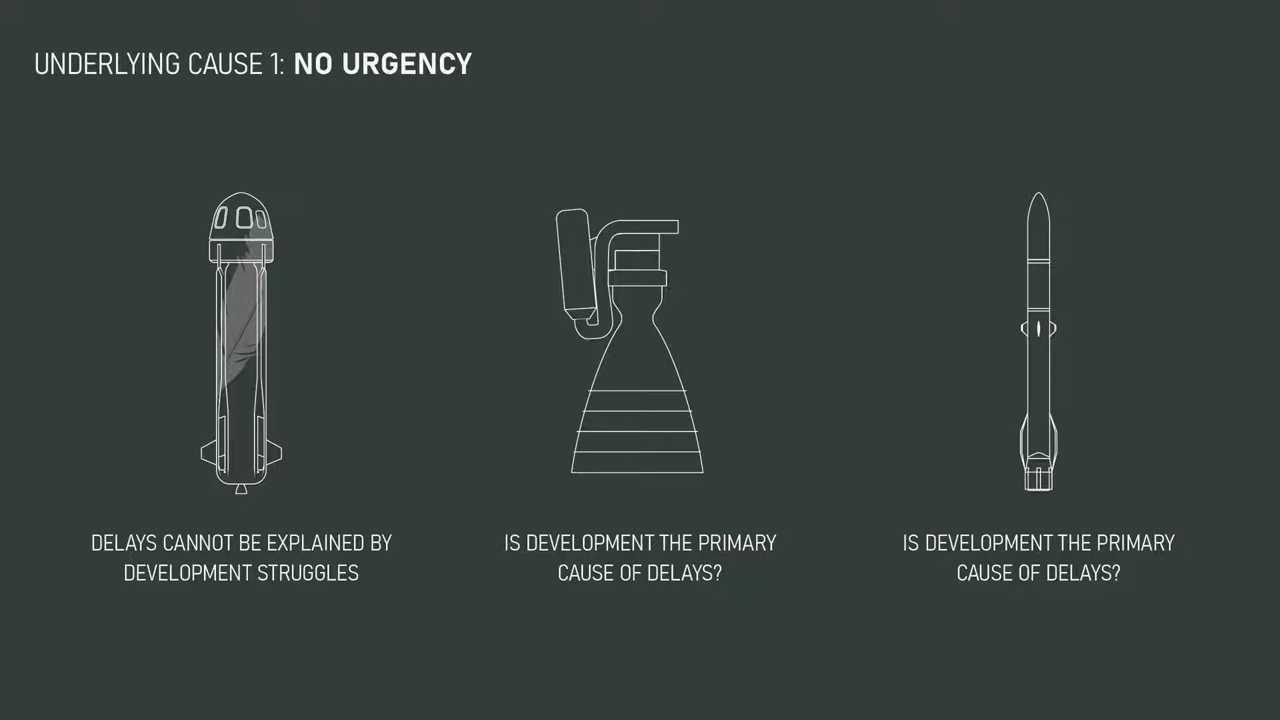 UNDERLYING CAUSE 1: NO URGENCY
DELAYS CANNOT BE EXPLAINED BY
DEVELOPMENT STRUGGLES
IS DEVELOPMENT THE PRIMARY
CAUSE OF DELAYS?
IS DEVELOPMENT THE PRIMARY
CAUSE OF DELAYS?